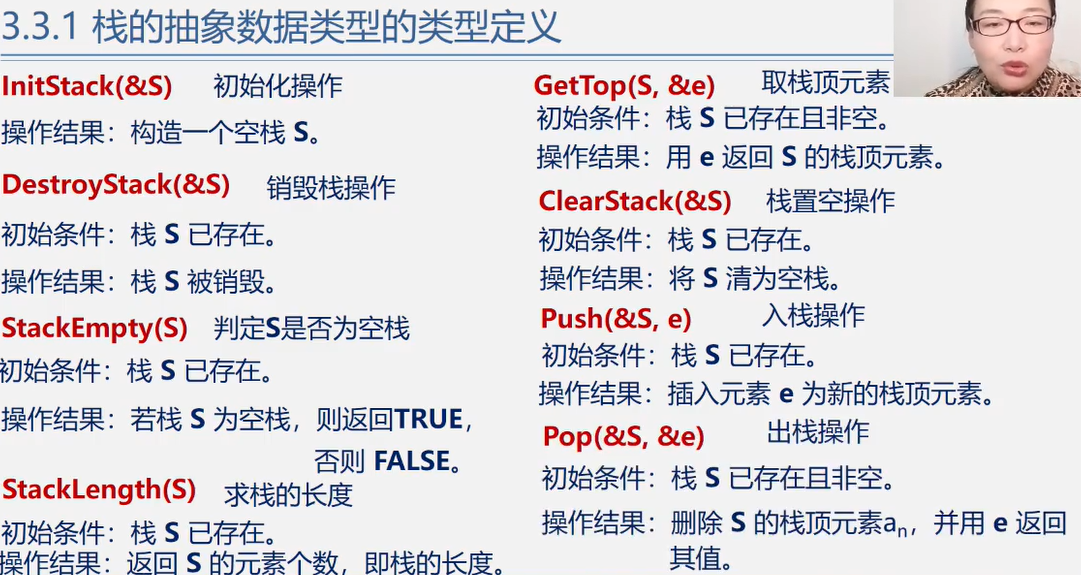 3.3.1 栈的抽象数据类型的类型定义
InitStack(&S) 初始化操作
操作结果：构造一个空栈 S。
DestroyStack(&S) 销毁栈操作
初始条件：栈 S 已存在。
操作结果：栈 S 被销毁。
StackEmpty(S) 判定S是否为空栈
初始条件：栈 S 已存在。
操作结果：若栈 S 为空栈，则返回TRUE，
否则 FALSE。
StackLength(S) 求栈的长度
初始条件：栈 S 已存在。
操作结果：返回 S 的元素个数，即栈的长度。
GetTop(S, &e) 取栈顶元素
初始条件：栈 S 已存在且非空。
操作结果：用 e 返回 S 的栈顶元素。
ClearStack(&S) 栈置空操作
初始条件：栈 S 已存在。
操作结果：将 S 清为空栈。
Push(&S, e) 入栈操作
初始条件：栈 S 已存在。
操作结果：插入元素 e 为新的栈顶元素。
Pop(&S, &e) 出栈操作
初始条件：栈 S 已存在且非空。
操作结果：删除 S 的栈顶元素aₙ，并用 e 返回
其值。